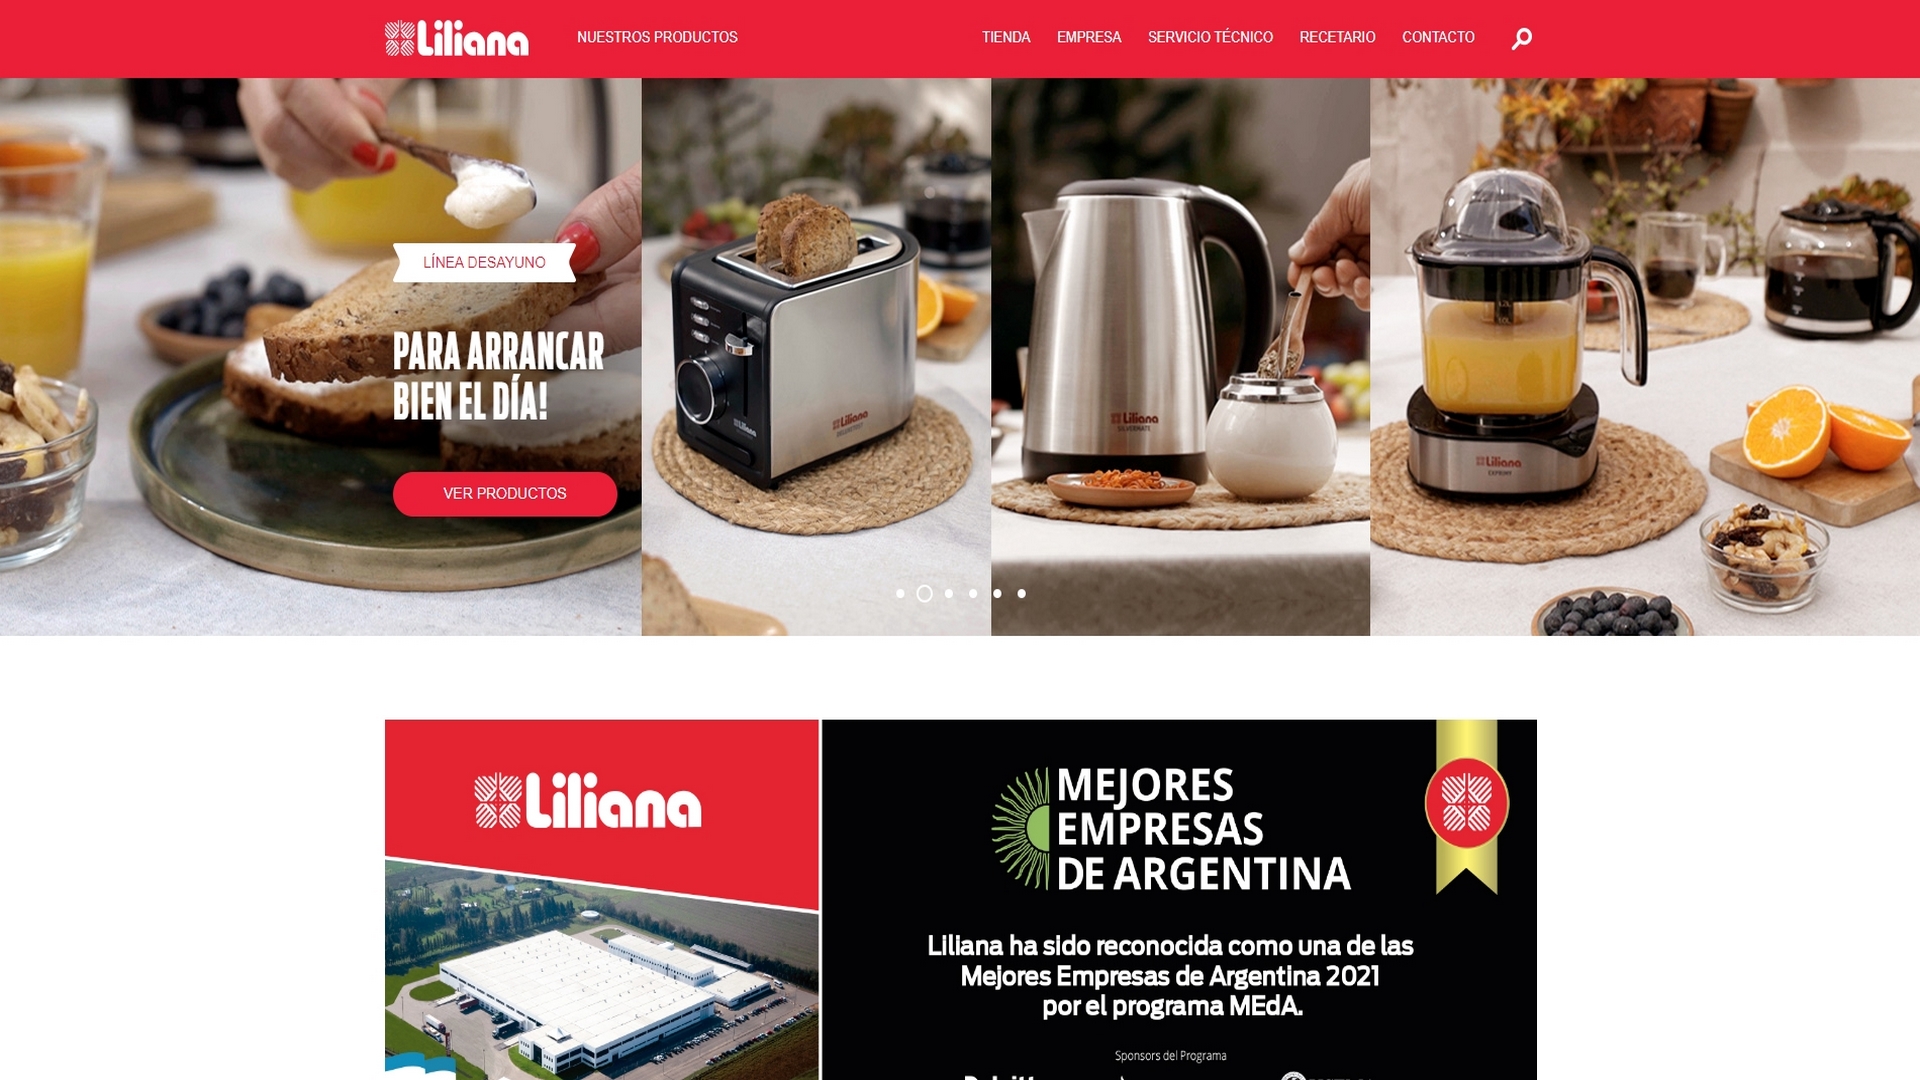 Liliana
NUESTROS PRODUCTOS
TIENDA
EMPRESA
SERVICIO TÉCNICO
RECETARIO
CONTACTO
LÍNEA DESAYUNO
PARA ARRANCAR
BIEN EL DÍA!
VER PRODUCTOS
Liliana
Liliana
Liliana
Liliana
Liliana
MEJORES
EMPRESAS
DE ARGENTINA
Liliana ha sido reconocida como una de las
Mejores Empresas de Argentina 2021
por el programa MEdA.
Sponsors del Programa